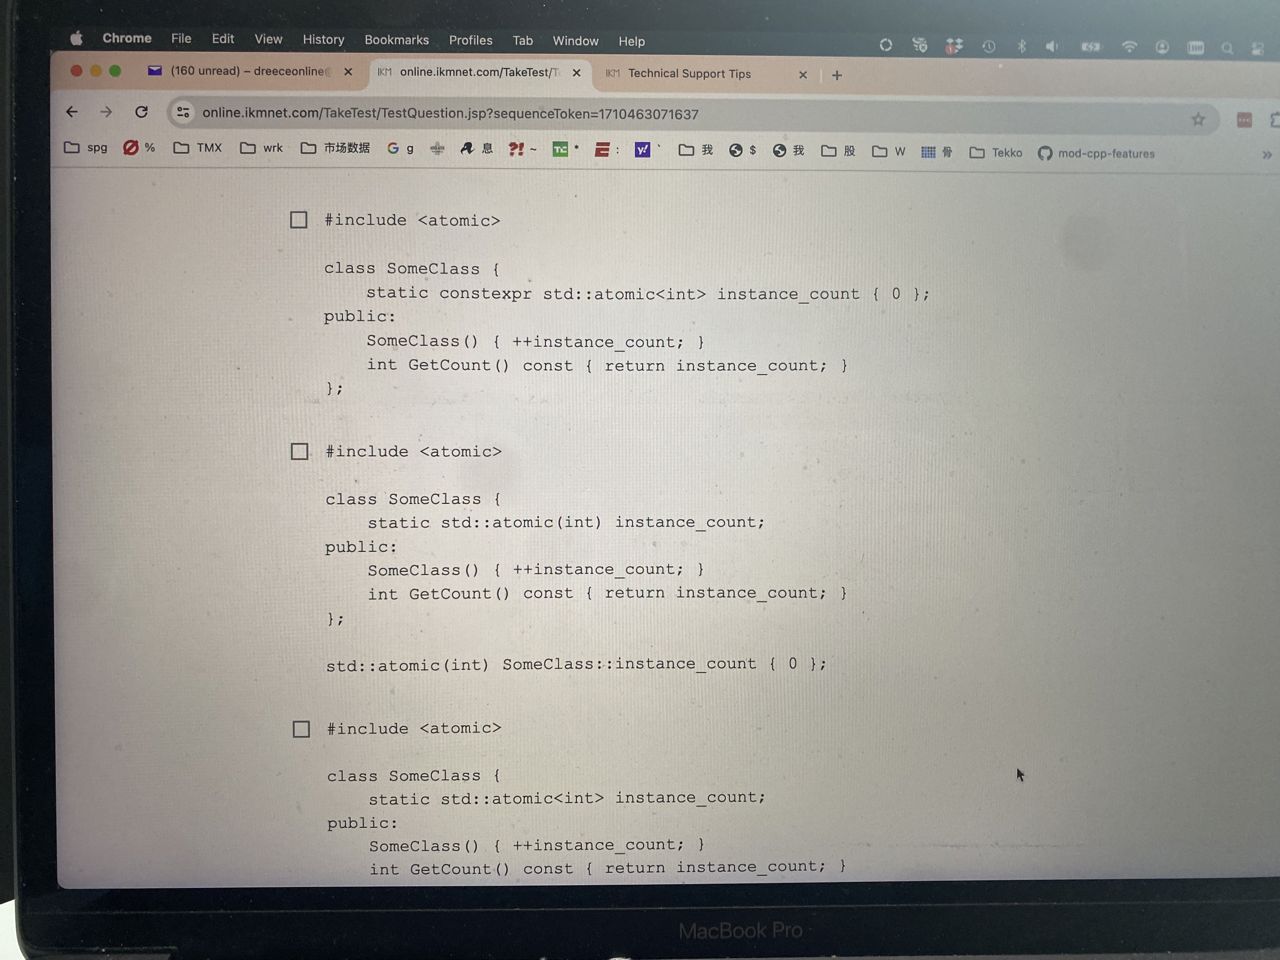 Chrome File Edit View History Bookmarks Profiles Tab Window Help
(160 unread) – dreeceonline@ online.ikmnet.com/TakeTest/T Technical Support Tips
online.ikmnet.com/TakeTest/TestQuestion.jsp?sequenceToken=1710463071637
spg % TMX wrk 市场数据 G g 息 ?! ~ TC * E : y! ` 我 $ 我 股 W 骨 Tekko mod-cpp-features »
#include <atomic>
class SomeClass {
static constexpr std::atomic<int> instance_count { 0 };
public:
SomeClass() { ++instance_count; }
int GetCount() const { return instance_count; }
};
#include <atomic>
class SomeClass {
static std::atomic(int) instance_count;
public:
SomeClass() { ++instance_count; }
int GetCount() const { return instance_count; }
};
std::atomic(int) SomeClass::instance_count { 0 };
#include <atomic>
class SomeClass {
static std::atomic<int> instance_count;
public:
SomeClass() { ++instance_count; }
int GetCount() const { return instance_count; }
MacBook Pro